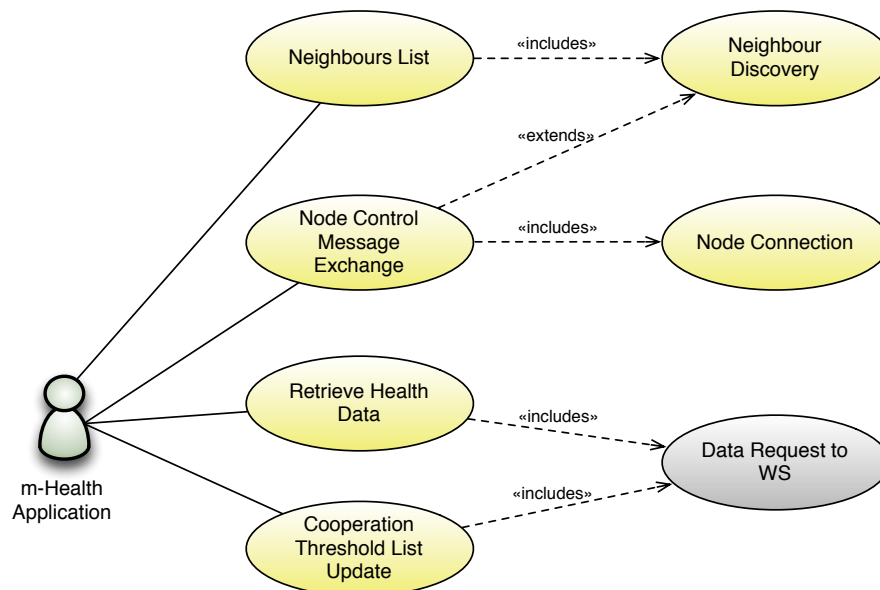 Neighbours List
«includes»
Neighbour
Discovery
«extends»
Node Control
Message
Exchange
«includes»
Node Connection
Retrieve Health
Data
«includes»
Data Request to
WS
m-Health
Application
«includes»
Cooperation
Threshold List
Update